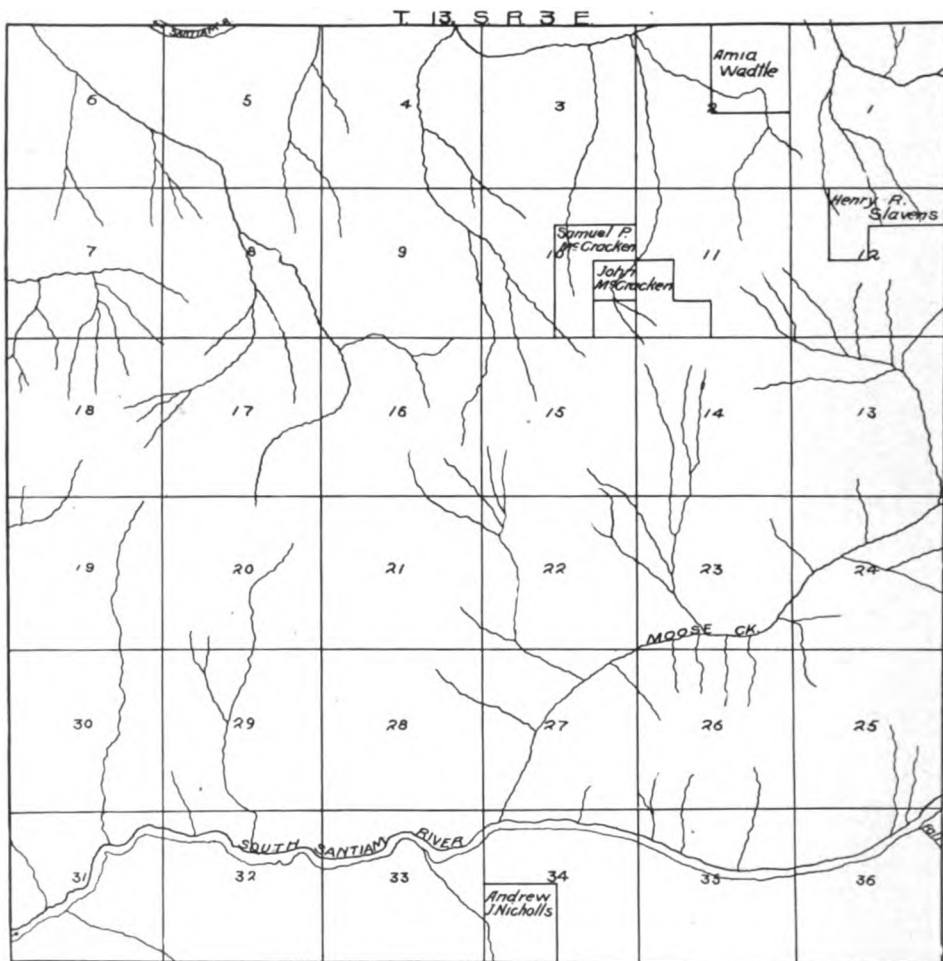 T. 13. S R. 3 E.
SANTIAM R.
6 5 4 3 2 1
Amia
Wadtle
7 8 9 10 11 12
Henry R.
Slavens
Samuel P.
McCracken
John
McCracken
18 17 16 15 14 13
19 20 21 22 23 24
MOOSE CK.
30 29 28 27 26 25
SOUTH SANTIAM RIVER
31 32 33 34 35 36
Andrew
J. Nicholls